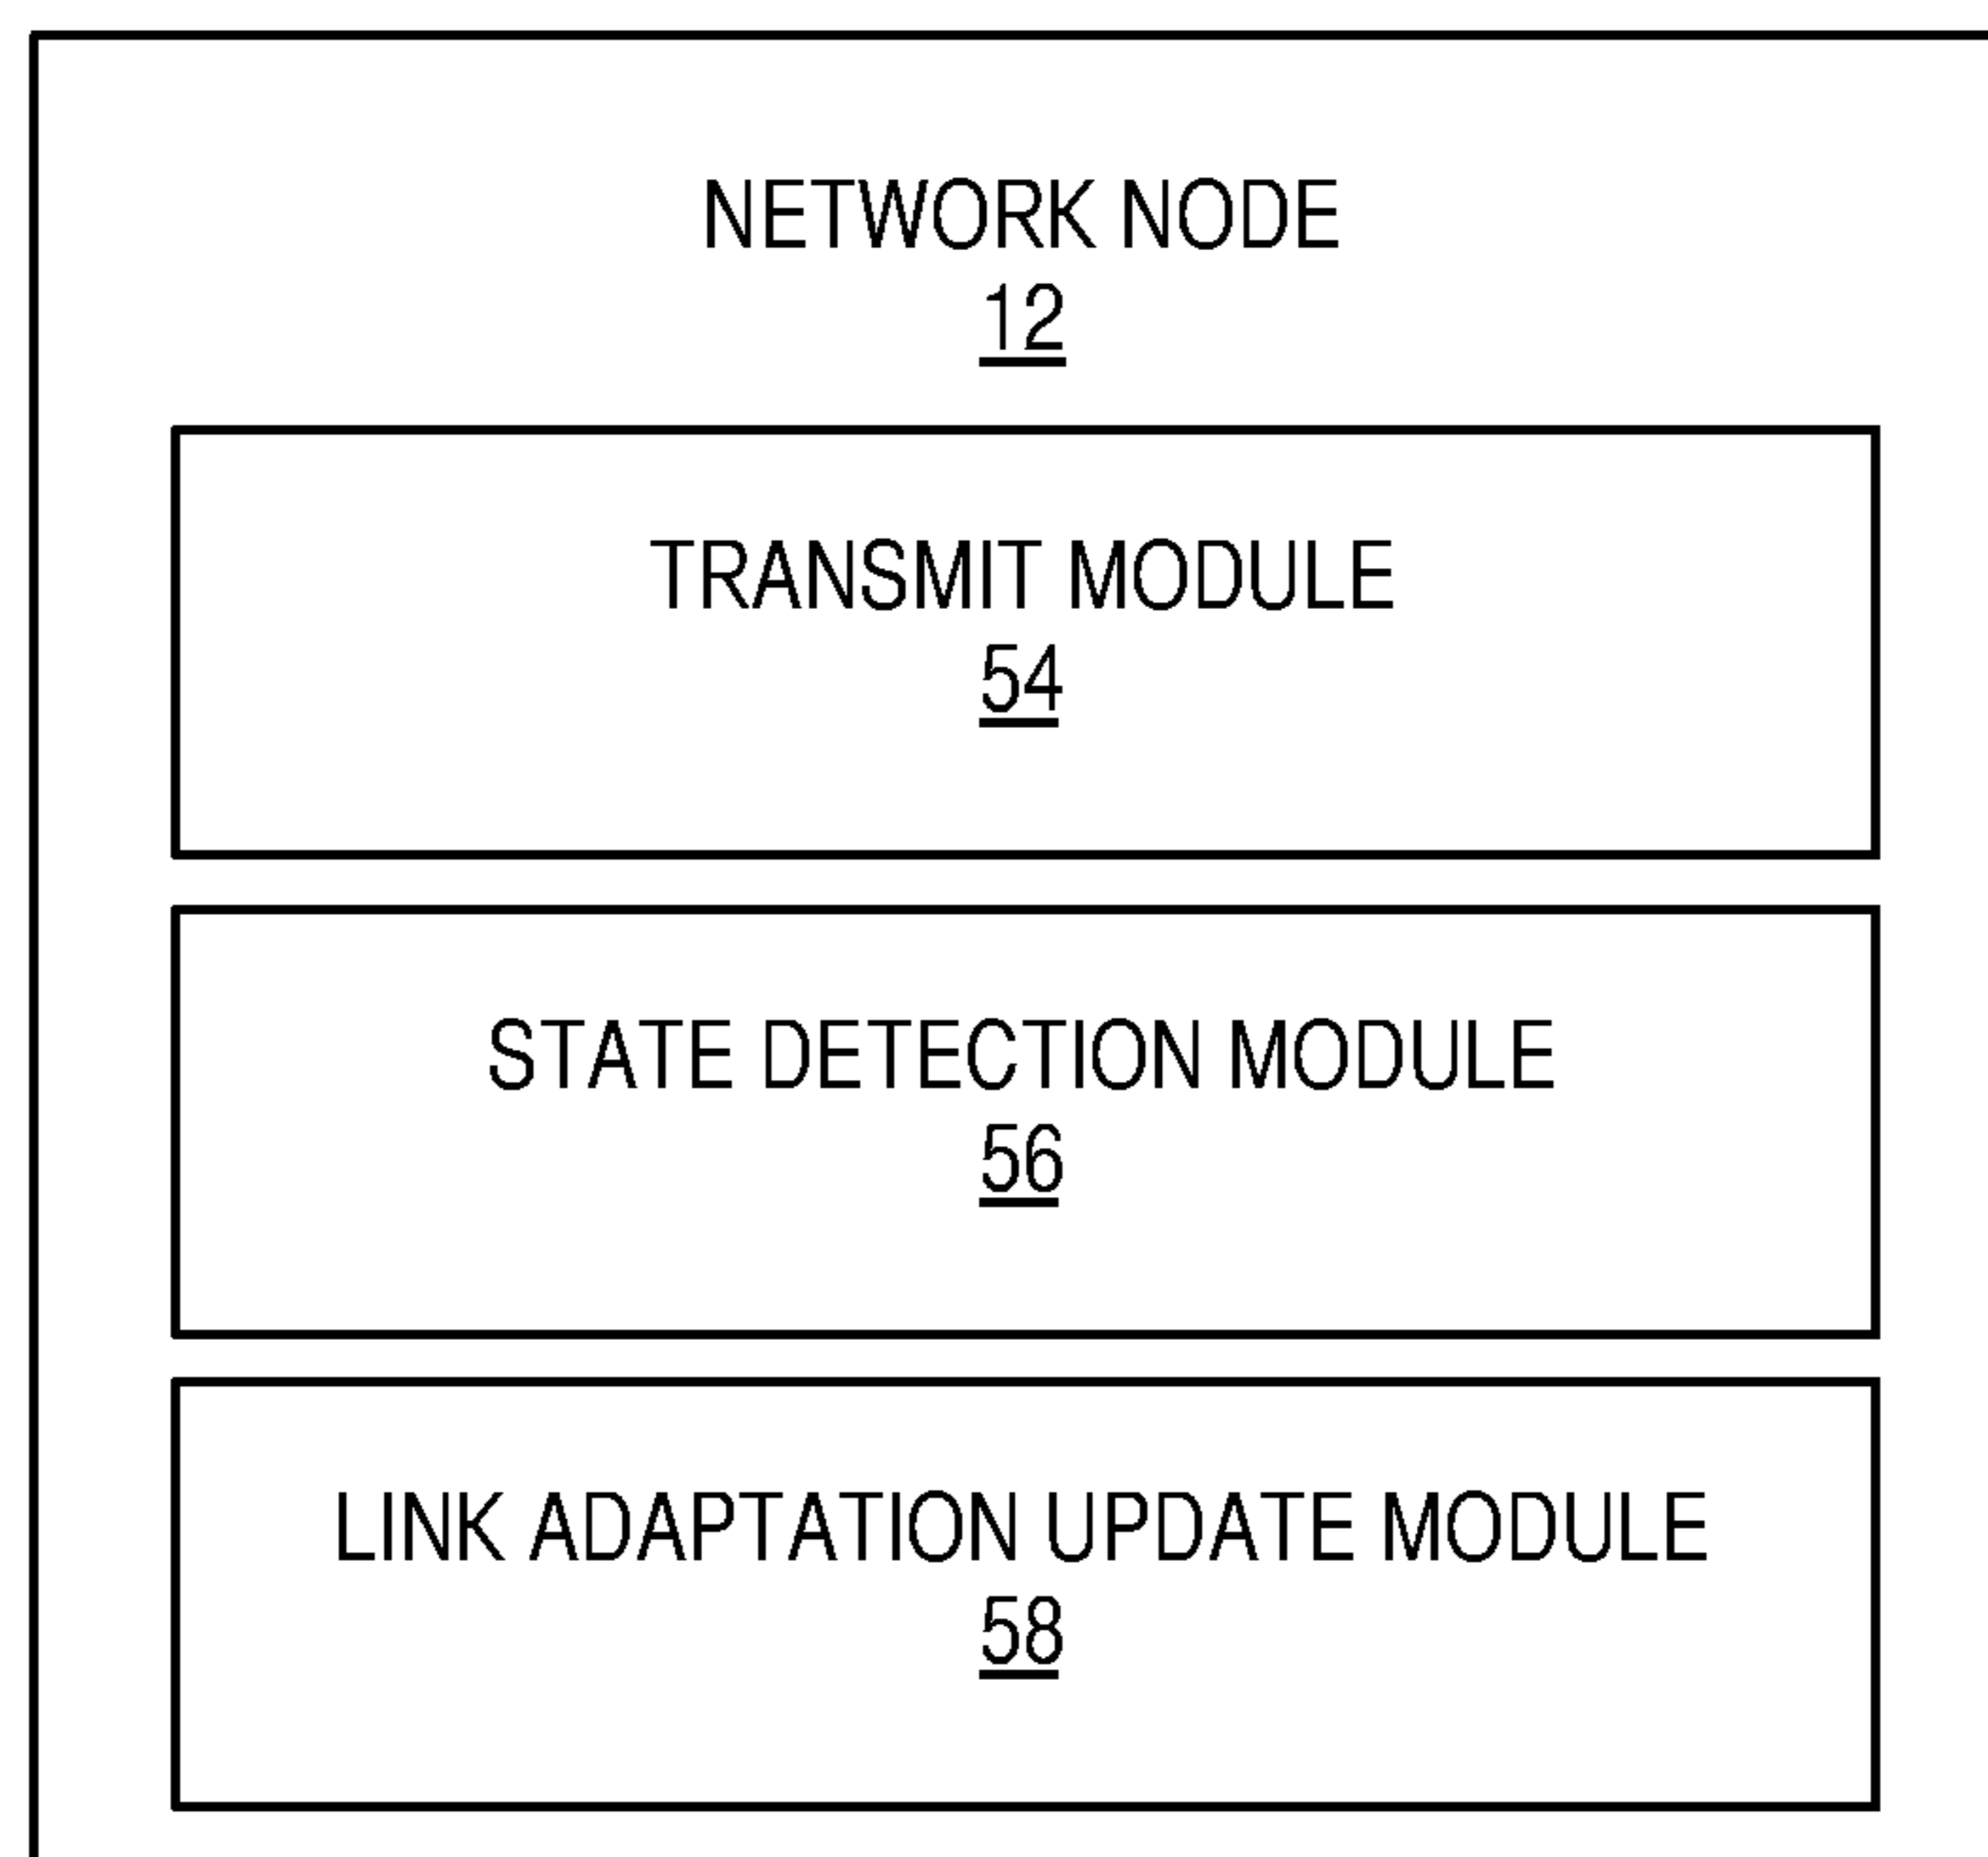 NETWORK NODE
12
TRANSMIT MODULE
54
STATE DETECTION MODULE
56
LINK ADAPTATION UPDATE MODULE
58